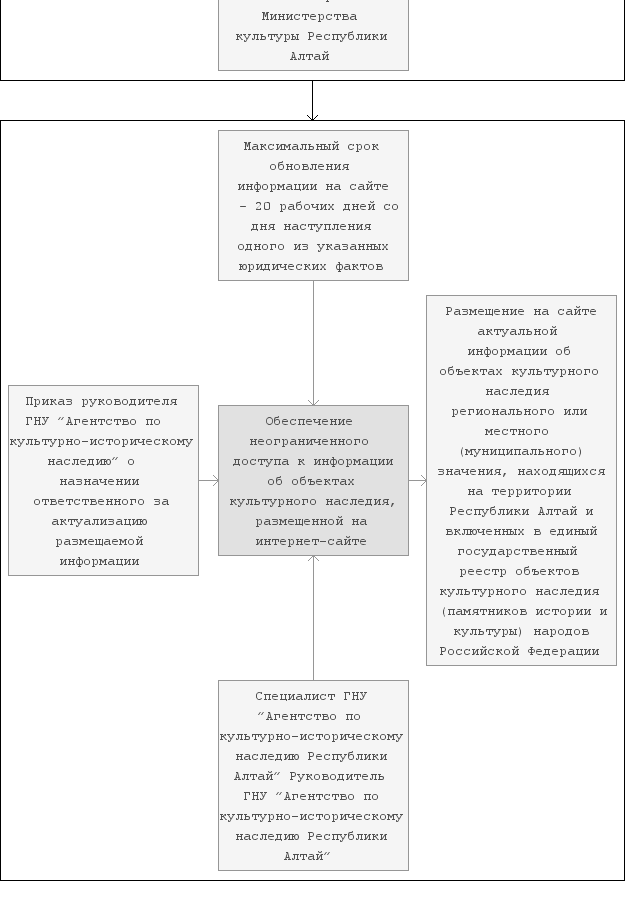 Министерства
культуры Республики
Алтай
Максимальный срок
обновления
информации на сайте
- 20 рабочих дней со
дня наступления
одного из указанных
юридических фактов
Приказ руководителя
ГНУ "Агентство по
культурно-историческому
наследию" о
назначении
ответственного за
актуализацию
размещаемой
информации
Обеспечение
неограниченного
доступа к информации
об объектах
культурного наследия,
размещенной на
интернет-сайте
Размещение на сайте
актуальной
информации об
объектах культурного
наследия
регионального или
местного
(муниципального)
значения, находящихся
на территории
Республики Алтай и
включенных в единый
государственный
реестр объектов
культурного наследия
(памятников истории и
культуры) народов
Российской Федерации
Специалист ГНУ
"Агентство по
культурно-историческому
наследию Республики
Алтай" Руководитель
ГНУ "Агентство по
культурно-историческому
наследию Республики
Алтай"